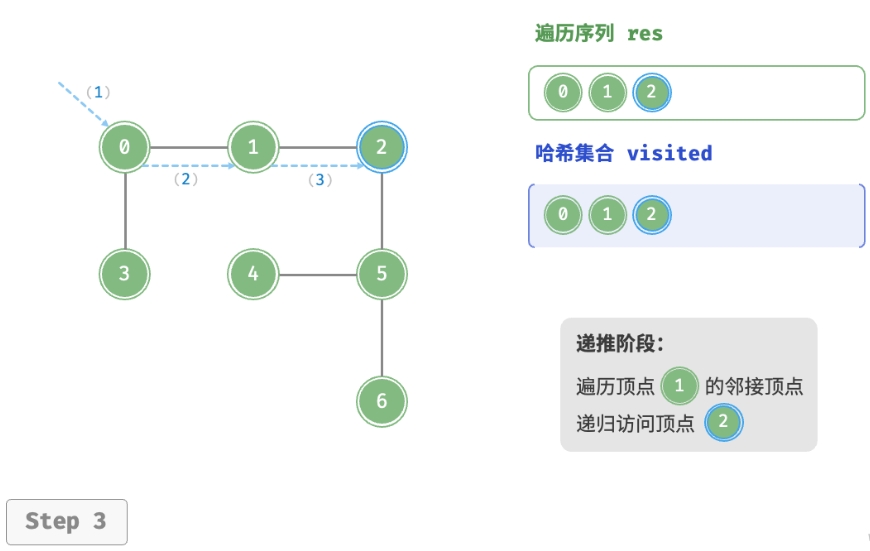 遍历序列 res
0 1 2
哈希集合 visited
0 1 2
(1)
0 1 2
(2) (3)
3 4 5
6
递推阶段：
遍历顶点 1 的邻接顶点
递归访问顶点 2
Step 3